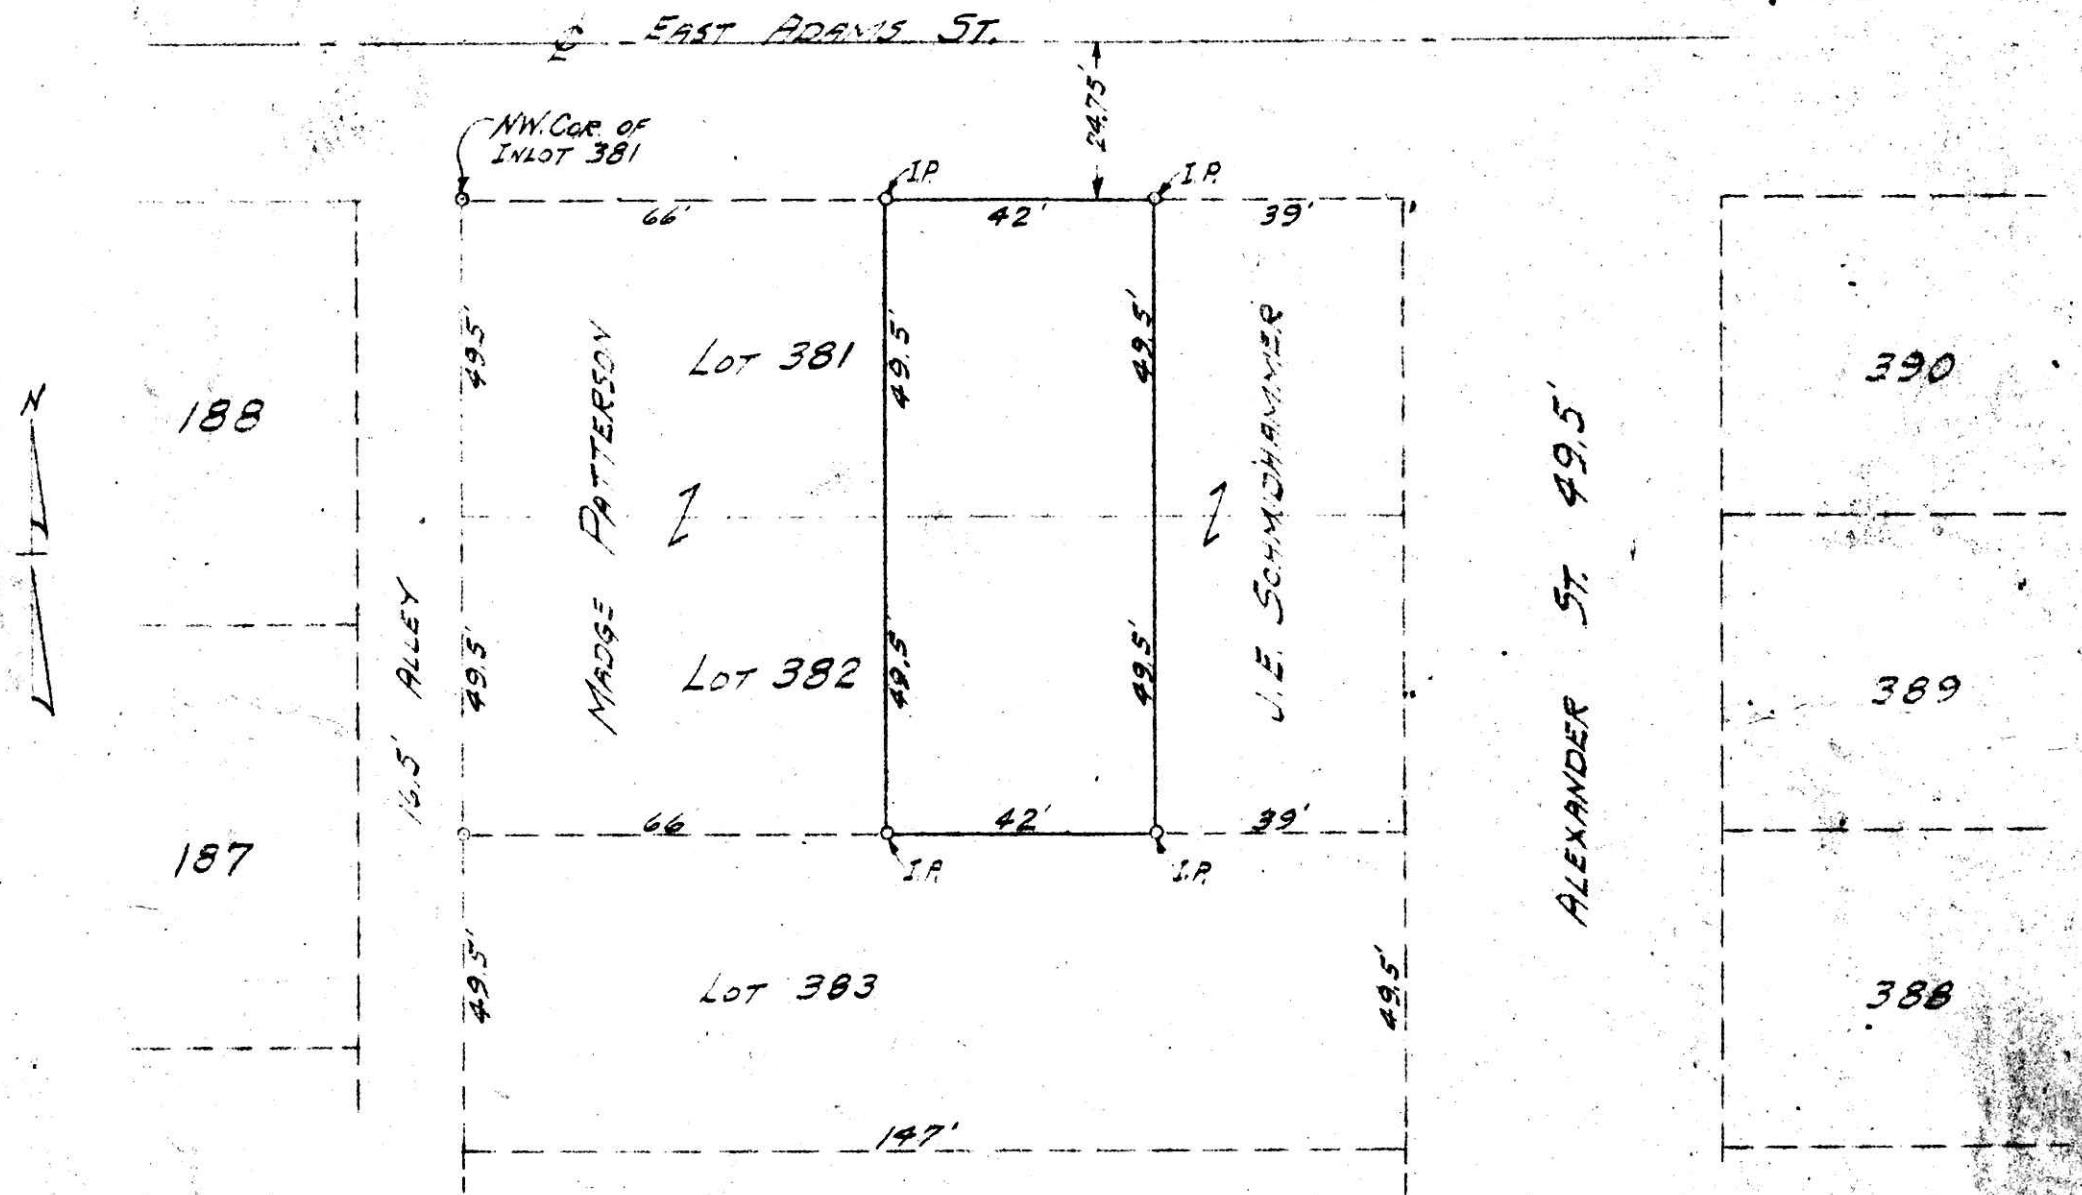 ℄ EAST ADAMS ST.
24.75'
N.W. COR. OF
INLOT 381
I.P.
I.P.
66'
42'
39'
49.5'
49.5'
49.5'
LOT 381
MADGE PATTERSON
J.E. SCHMIDHAMMER
N
188
390
ALEXANDER ST. 49.5'
16.5' ALLEY
49.5'
49.5'
49.5'
LOT 382
389
66
42'
39'
I.P.
I.P.
187
49.5'
LOT 383
49.5'
388
147'